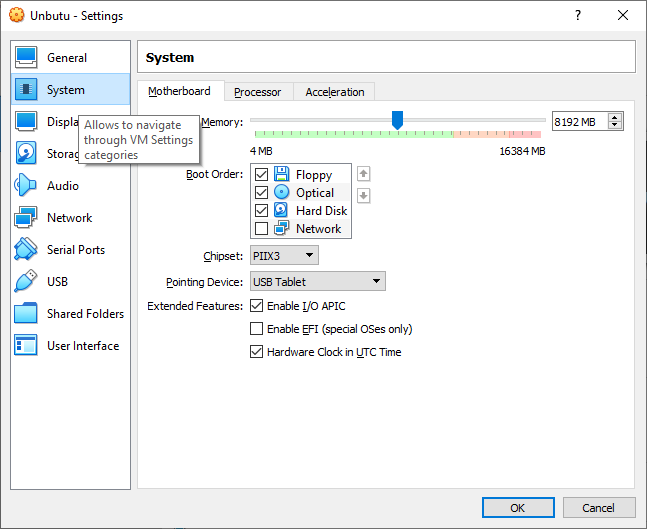 Unbutu - Settings
?
General
System
Displa
Storag
Audio
Network
Serial Ports
USB
Shared Folders
User Interface
Allows to navigate
through VM Settings
categories
System
Motherboard
Processor
Acceleration
Memory:
8192 MB
4 MB
16384 MB
Boot Order:
Floppy
Optical
Hard Disk
Network
Chipset:
PIIX3
Pointing Device:
USB Tablet
Extended Features:
Enable I/O APIC
Enable EFI (special OSes only)
Hardware Clock in UTC Time
OK
Cancel